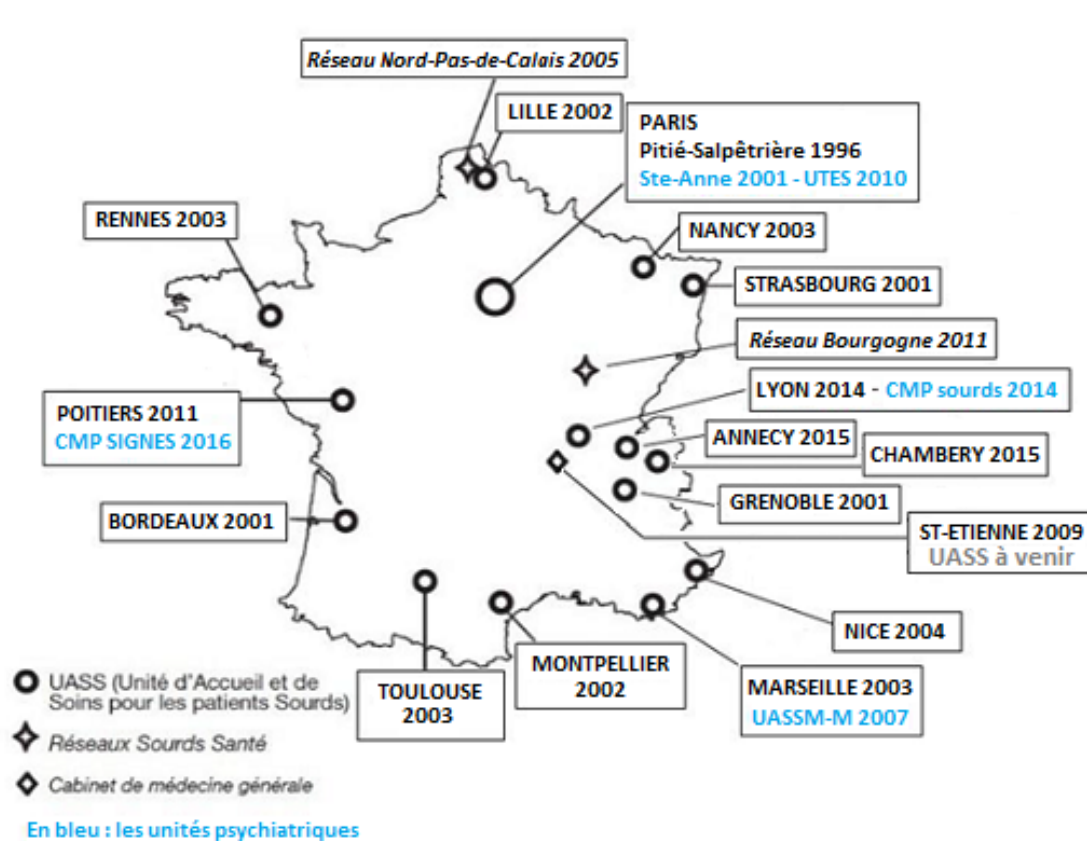 Réseau Nord-Pas-de-Calais 2005
LILLE 2002
PARIS
Pitié-Salpêtrière 1996
Ste-Anne 2001 - UTES 2010
RENNES 2003
NANCY 2003
STRASBOURG 2001
Réseau Bourgogne 2011
LYON 2014 - CMP sourds 2014
POITIERS 2011
CMP SIGNES 2016
ANNECY 2015
CHAMBERY 2015
GRENOBLE 2001
BORDEAUX 2001
ST-ETIENNE 2009
UASS à venir
NICE 2004
MONTPELLIER
2002
TOULOUSE
2003
MARSEILLE 2003
UASSM-M 2007
UASS (Unité d'Accueil et de
Soins pour les patients Sourds)
Réseaux Sourds Santé
Cabinet de médecine générale
En bleu : les unités psychiatriques